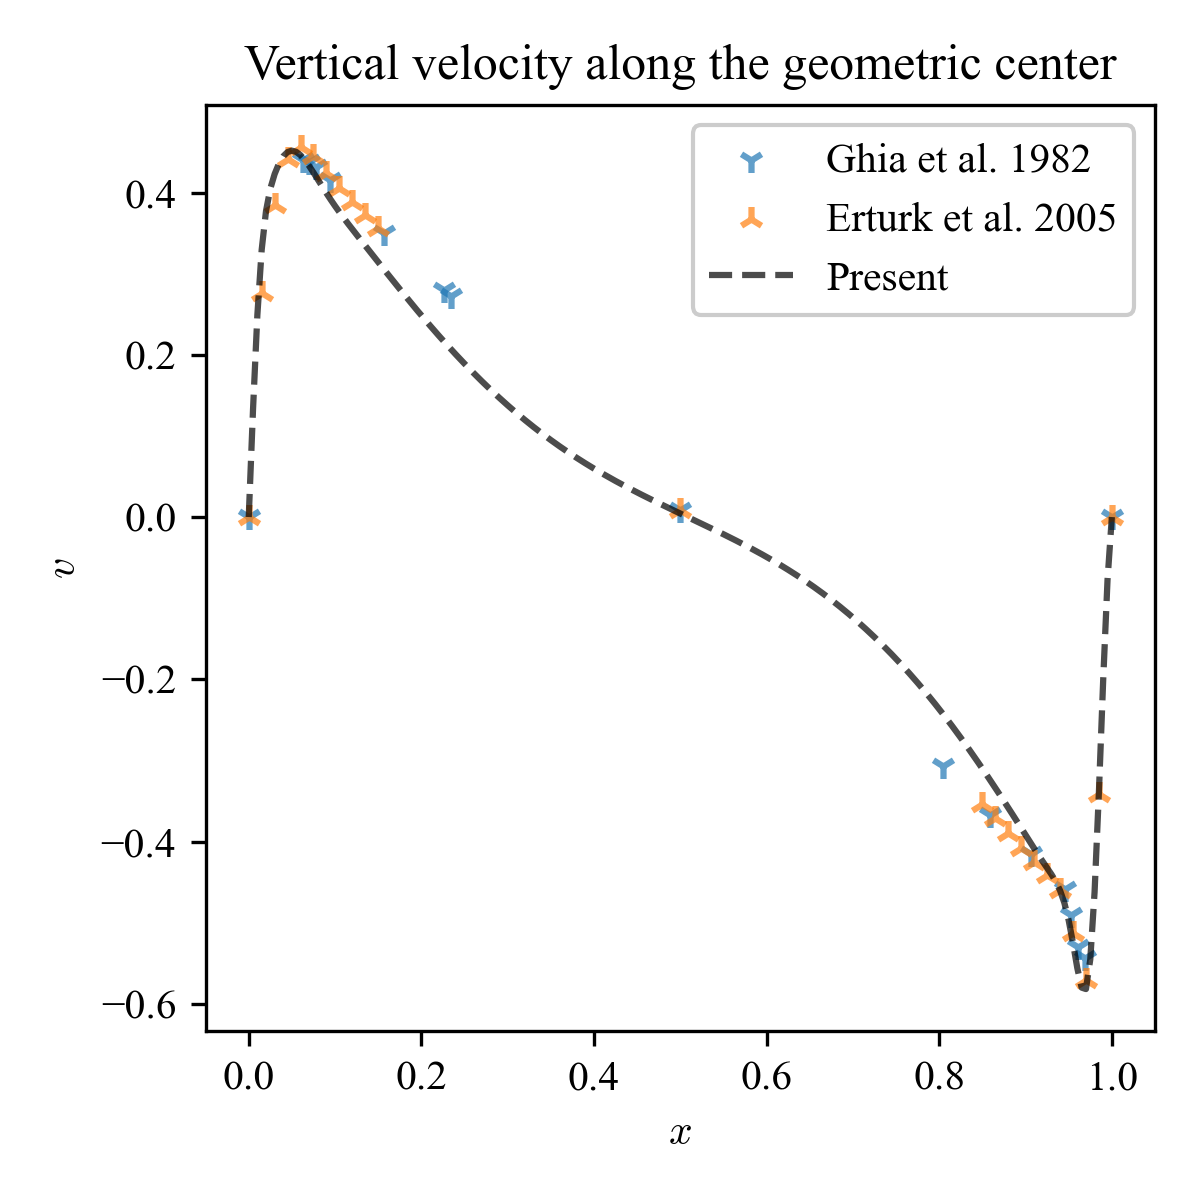 Vertical velocity along the geometric center
Ghia et al. 1982
Erturk et al. 2005
Present
0.4
0.2
0.0
−0.2
−0.4
−0.6
v
0.0 0.2 0.4 0.6 0.8 1.0
x